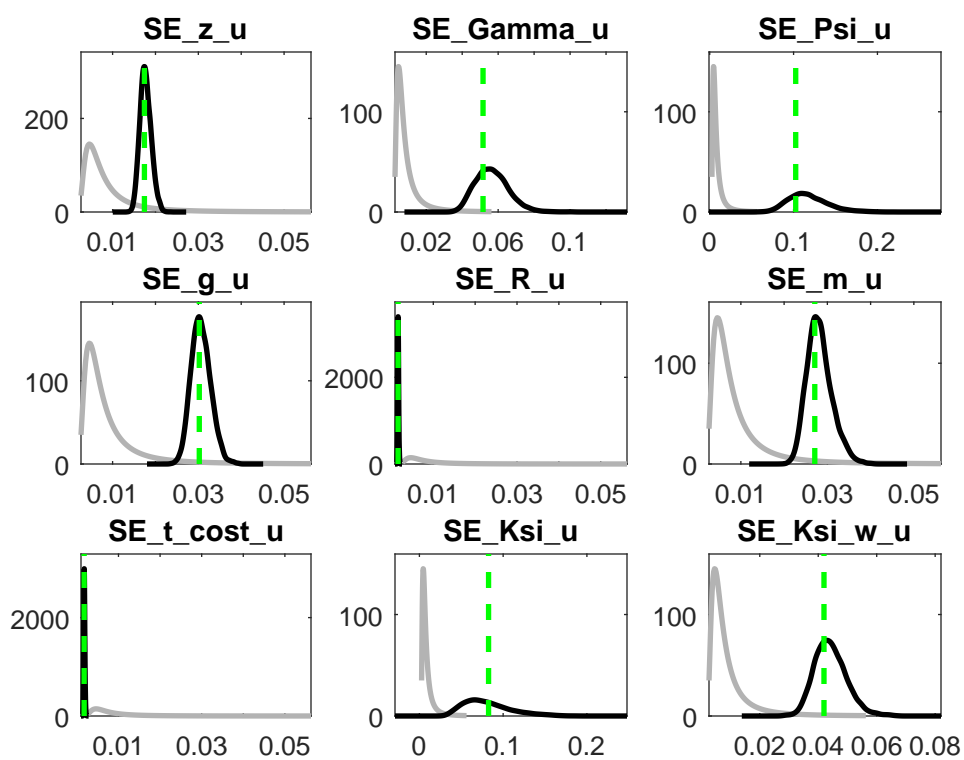 SE_z_u SE_Gamma_u SE_Psi_u
200 100 100
0 0 0
0.01 0.03 0.05 0.02 0.06 0.1 0 0.1 0.2
SE_g_u SE_R_u SE_m_u
100 2000 100
0 0 0
0.01 0.03 0.05 0.01 0.03 0.05 0.01 0.03 0.05
SE_t_cost_u SE_Ksi_u SE_Ksi_w_u
2000 100 100
0 0 0
0.01 0.03 0.05 0 0.1 0.2 0.02 0.04 0.06 0.08